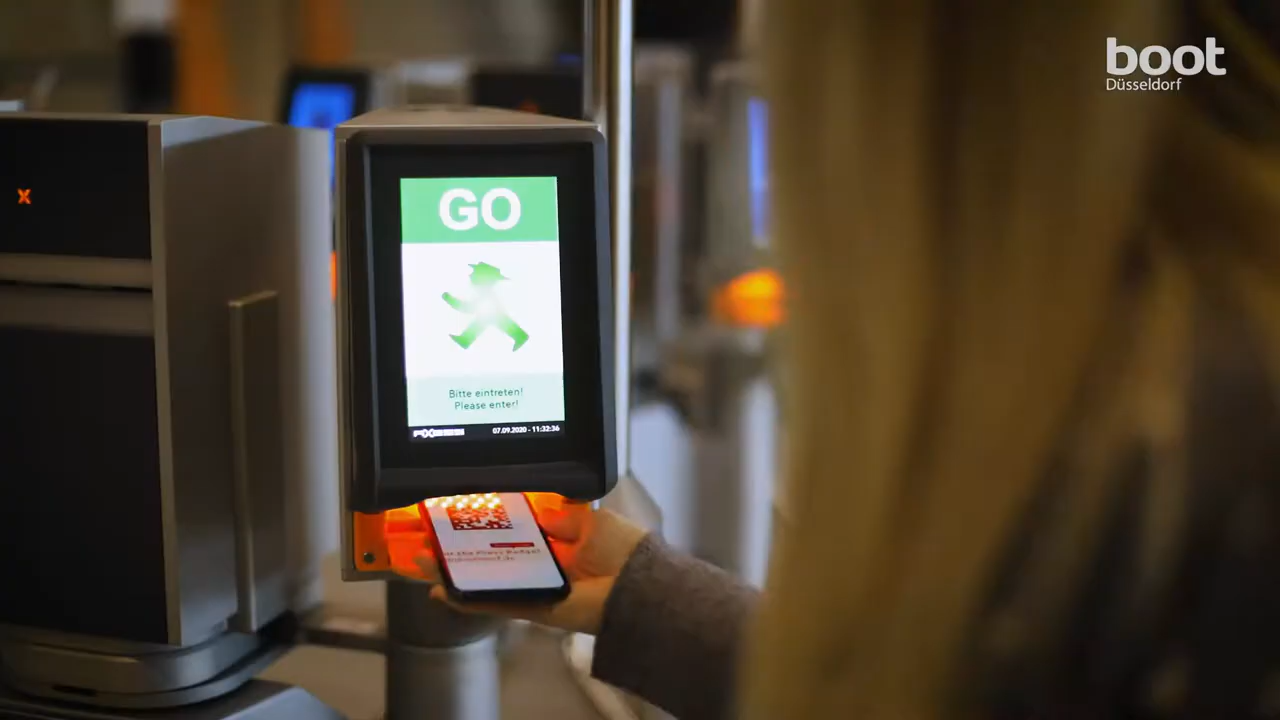 boot
Düsseldorf
x
GO
Bitte eintreten!
Please enter!
07.09.2020 - 11:32:36